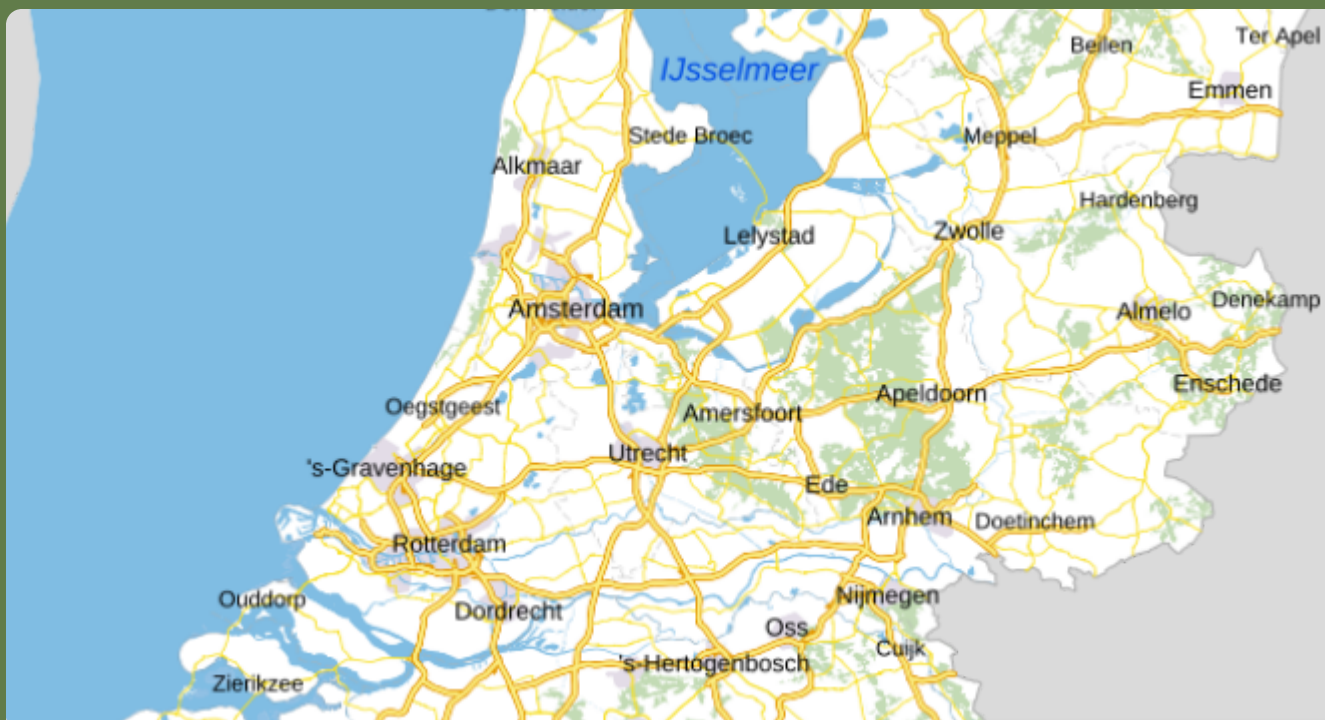 IJsselmeer
Beilen
Ter Apel
Emmen
Stede Broec
Meppel
Alkmaar
Hardenberg
Lelystad
Zwolle
Amsterdam
Almelo
Denekamp
Enschede
Apeldoorn
Oegstgeest
Amersfoort
Utrecht
's-Gravenhage
Ede
Arnhem
Doetinchem
Rotterdam
Ouddorp
Dordrecht
Nijmegen
Oss
Cuijk
's-Hertogenbosch
Zierikzee